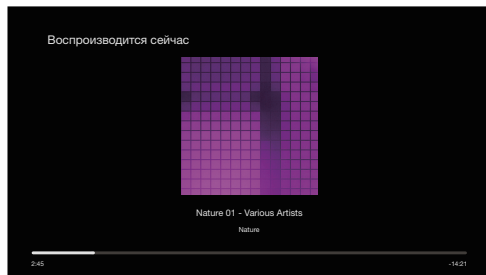 Воспроизводится сейчас
Nature 01 - Various Artists
Nature
2:45
-14:21